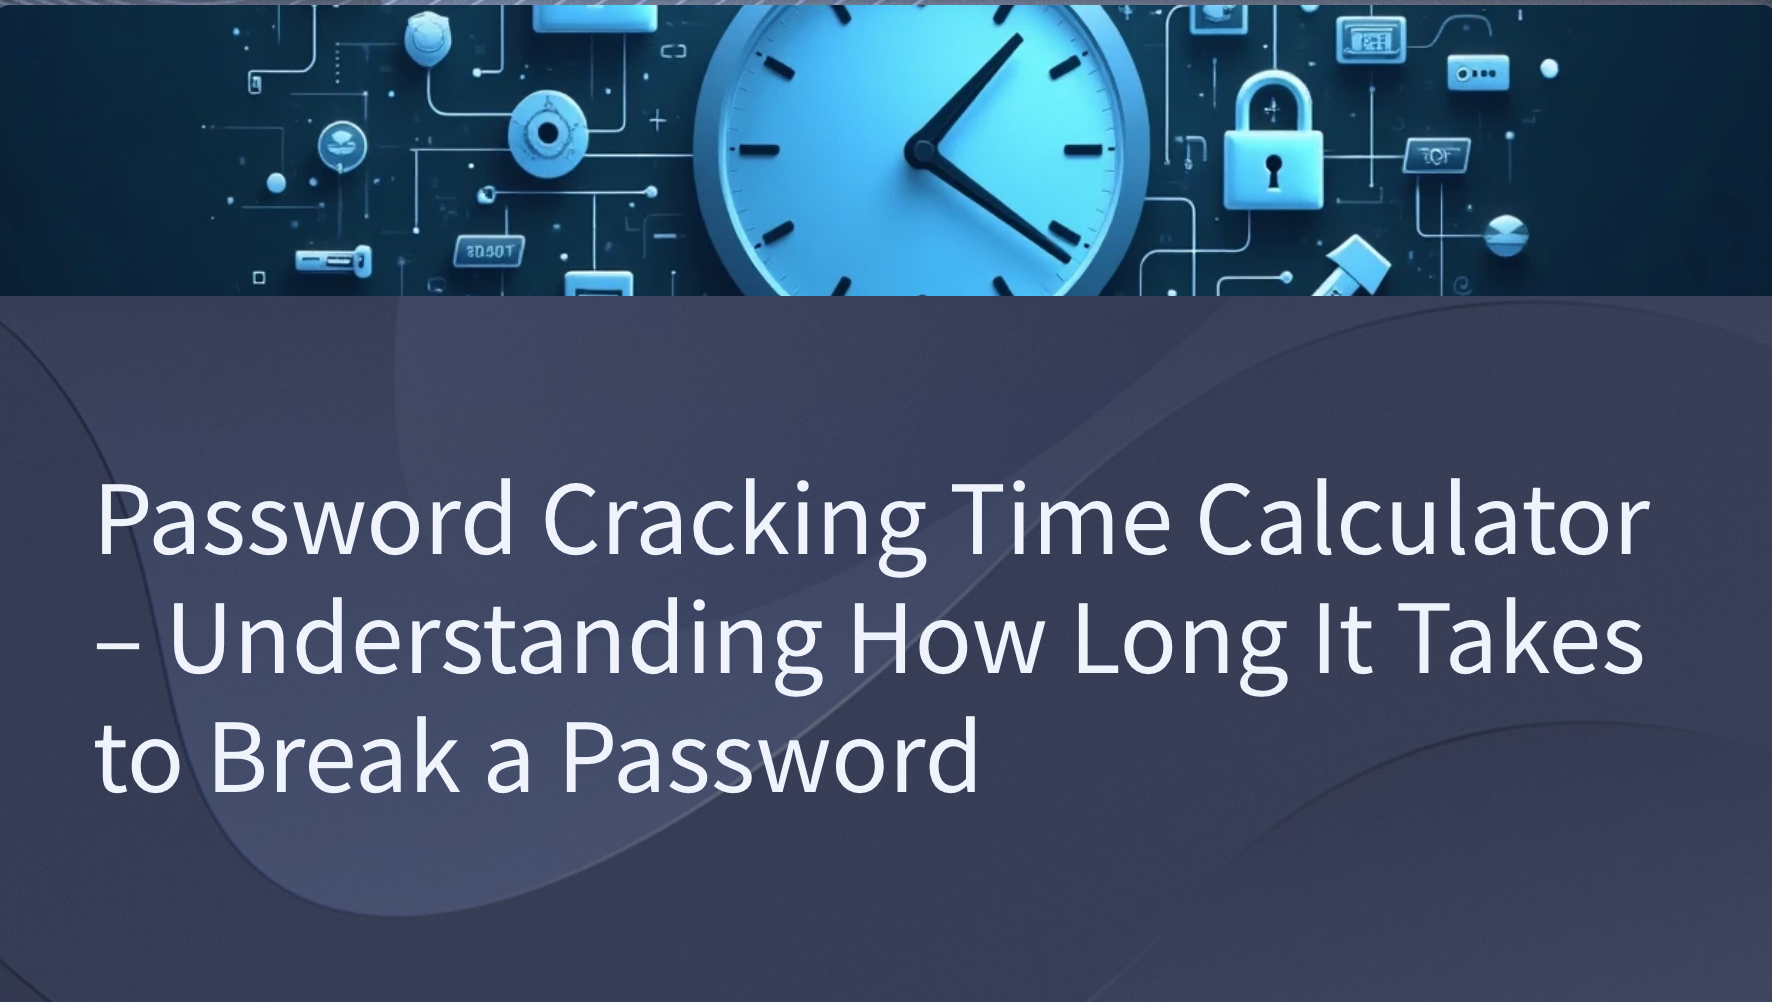 Password Cracking Time Calculator
– Understanding How Long It Takes
to Break a Password